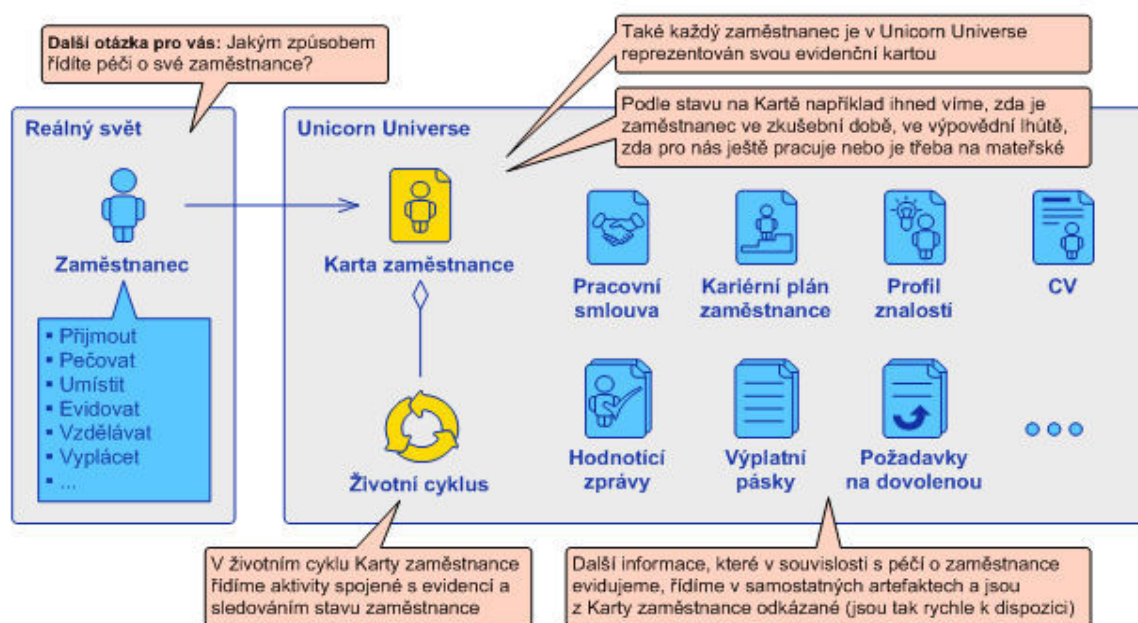 Další otázka pro vás: Jakým způsobem
řídíte péči o své zaměstnance?
Také každý zaměstnanec je v Unicorn Universe
reprezentován svou evidenční kartou
Podle stavu na Kartě například ihned víme, zda je
zaměstnanec ve zkušební době, ve výpovědní lhůtě,
zda pro nás ještě pracuje nebo je třeba na mateřské
Reálný svět
Zaměstnanec
▪ Přijmout
▪ Pečovat
▪ Umístit
▪ Evidovat
▪ Vzdělávat
▪ Vyplácet
▪ ...
Unicorn Universe
Karta zaměstnance
Životní cyklus
Pracovní
smlouva
Kariérní plán
zaměstnance
Profil
znalostí
CV
Hodnotící
zprávy
Výplatní
pásky
Požadavky
na dovolenou
V životním cyklu Karty zaměstnance
řídíme aktivity spojené s evidencí a
sledováním stavu zaměstnance
Další informace, které v souvislosti s péčí o zaměstnance
evidujeme, řídíme v samostatných artefaktech a jsou
z Karty zaměstnance odkázané (jsou tak rychle k dispozici)